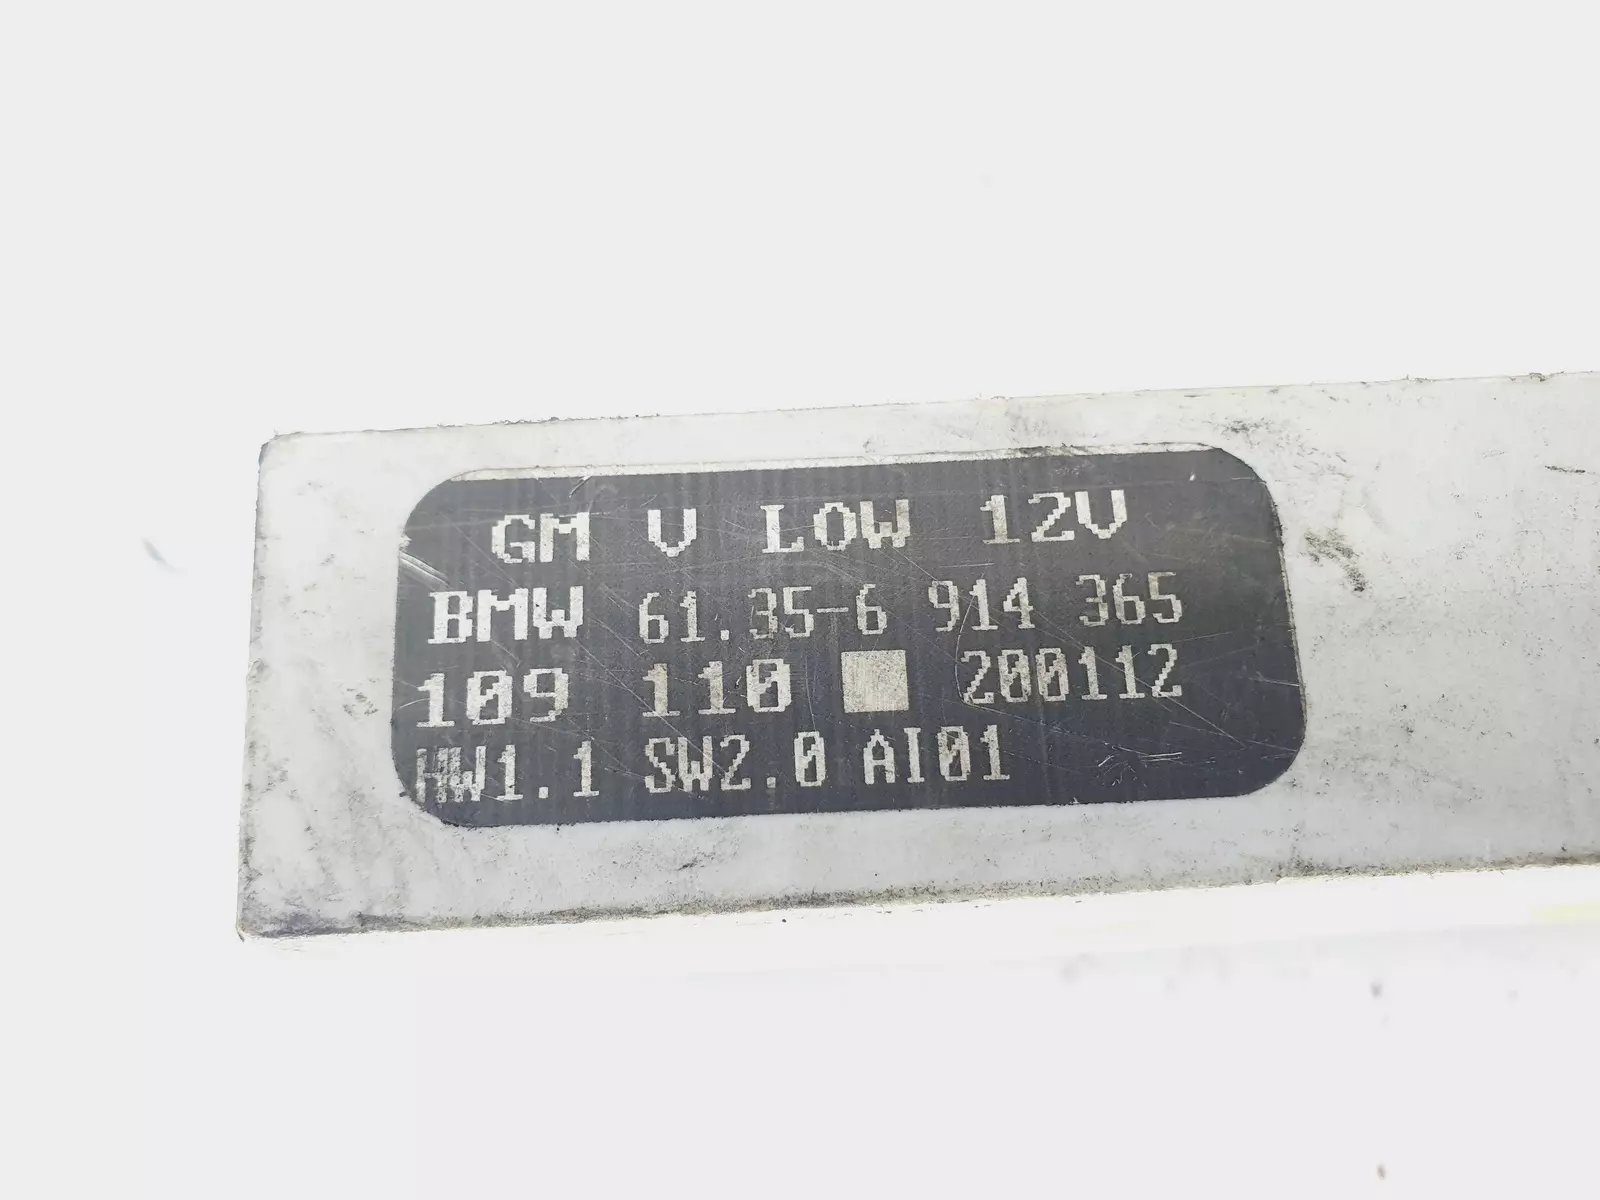 GM V LOW 12V
BMW 61.35-6 914 365
109 110 200112
HW1.1 SW2.0 AI01